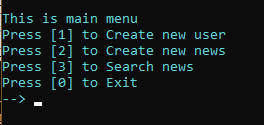 This is main menu
Press [1] to Create new user
Press [2] to Create new news
Press [3] to Search news
Press [0] to Exit
-->